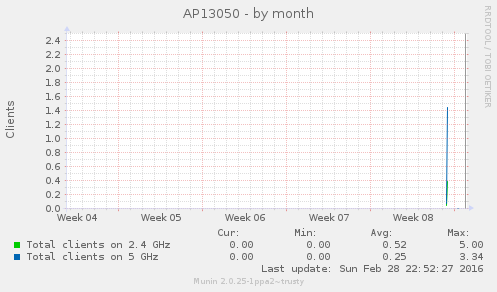 AP13050 - by month
RRDTOOL / TOBI OETIKER
Clients
2.4
2.2
2.0
1.8
1.6
1.4
1.2
1.0
0.8
0.6
0.4
0.2
0.0
Week 04 Week 05 Week 06 Week 07 Week 08
Cur: Min: Avg: Max:
Total clients on 2.4 GHz 0.00 0.00 0.52 5.00
Total clients on 5 GHz 0.00 0.00 0.25 3.34
Last update: Sun Feb 28 22:52:27 2016
Munin 2.0.25-1ppa2~trusty